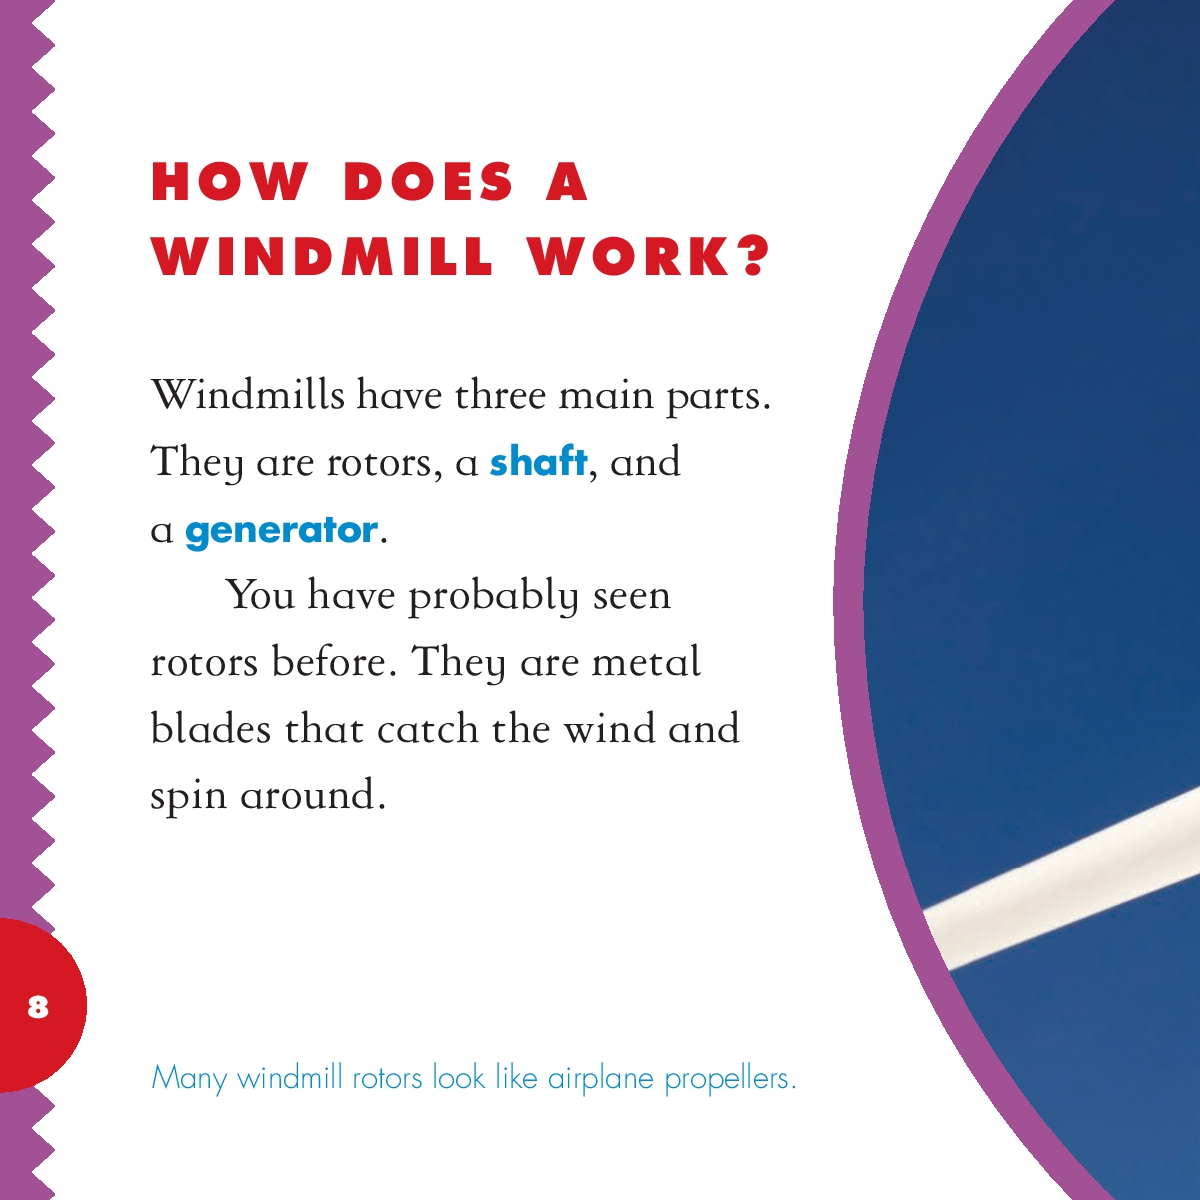 HOW DOES A
WINDMILL WORK?
Windmills have three main parts.
They are rotors, a shaft, and
a generator.
You have probably seen
rotors before. They are metal
blades that catch the wind and
spin around.
8
Many windmill rotors look like airplane propellers.